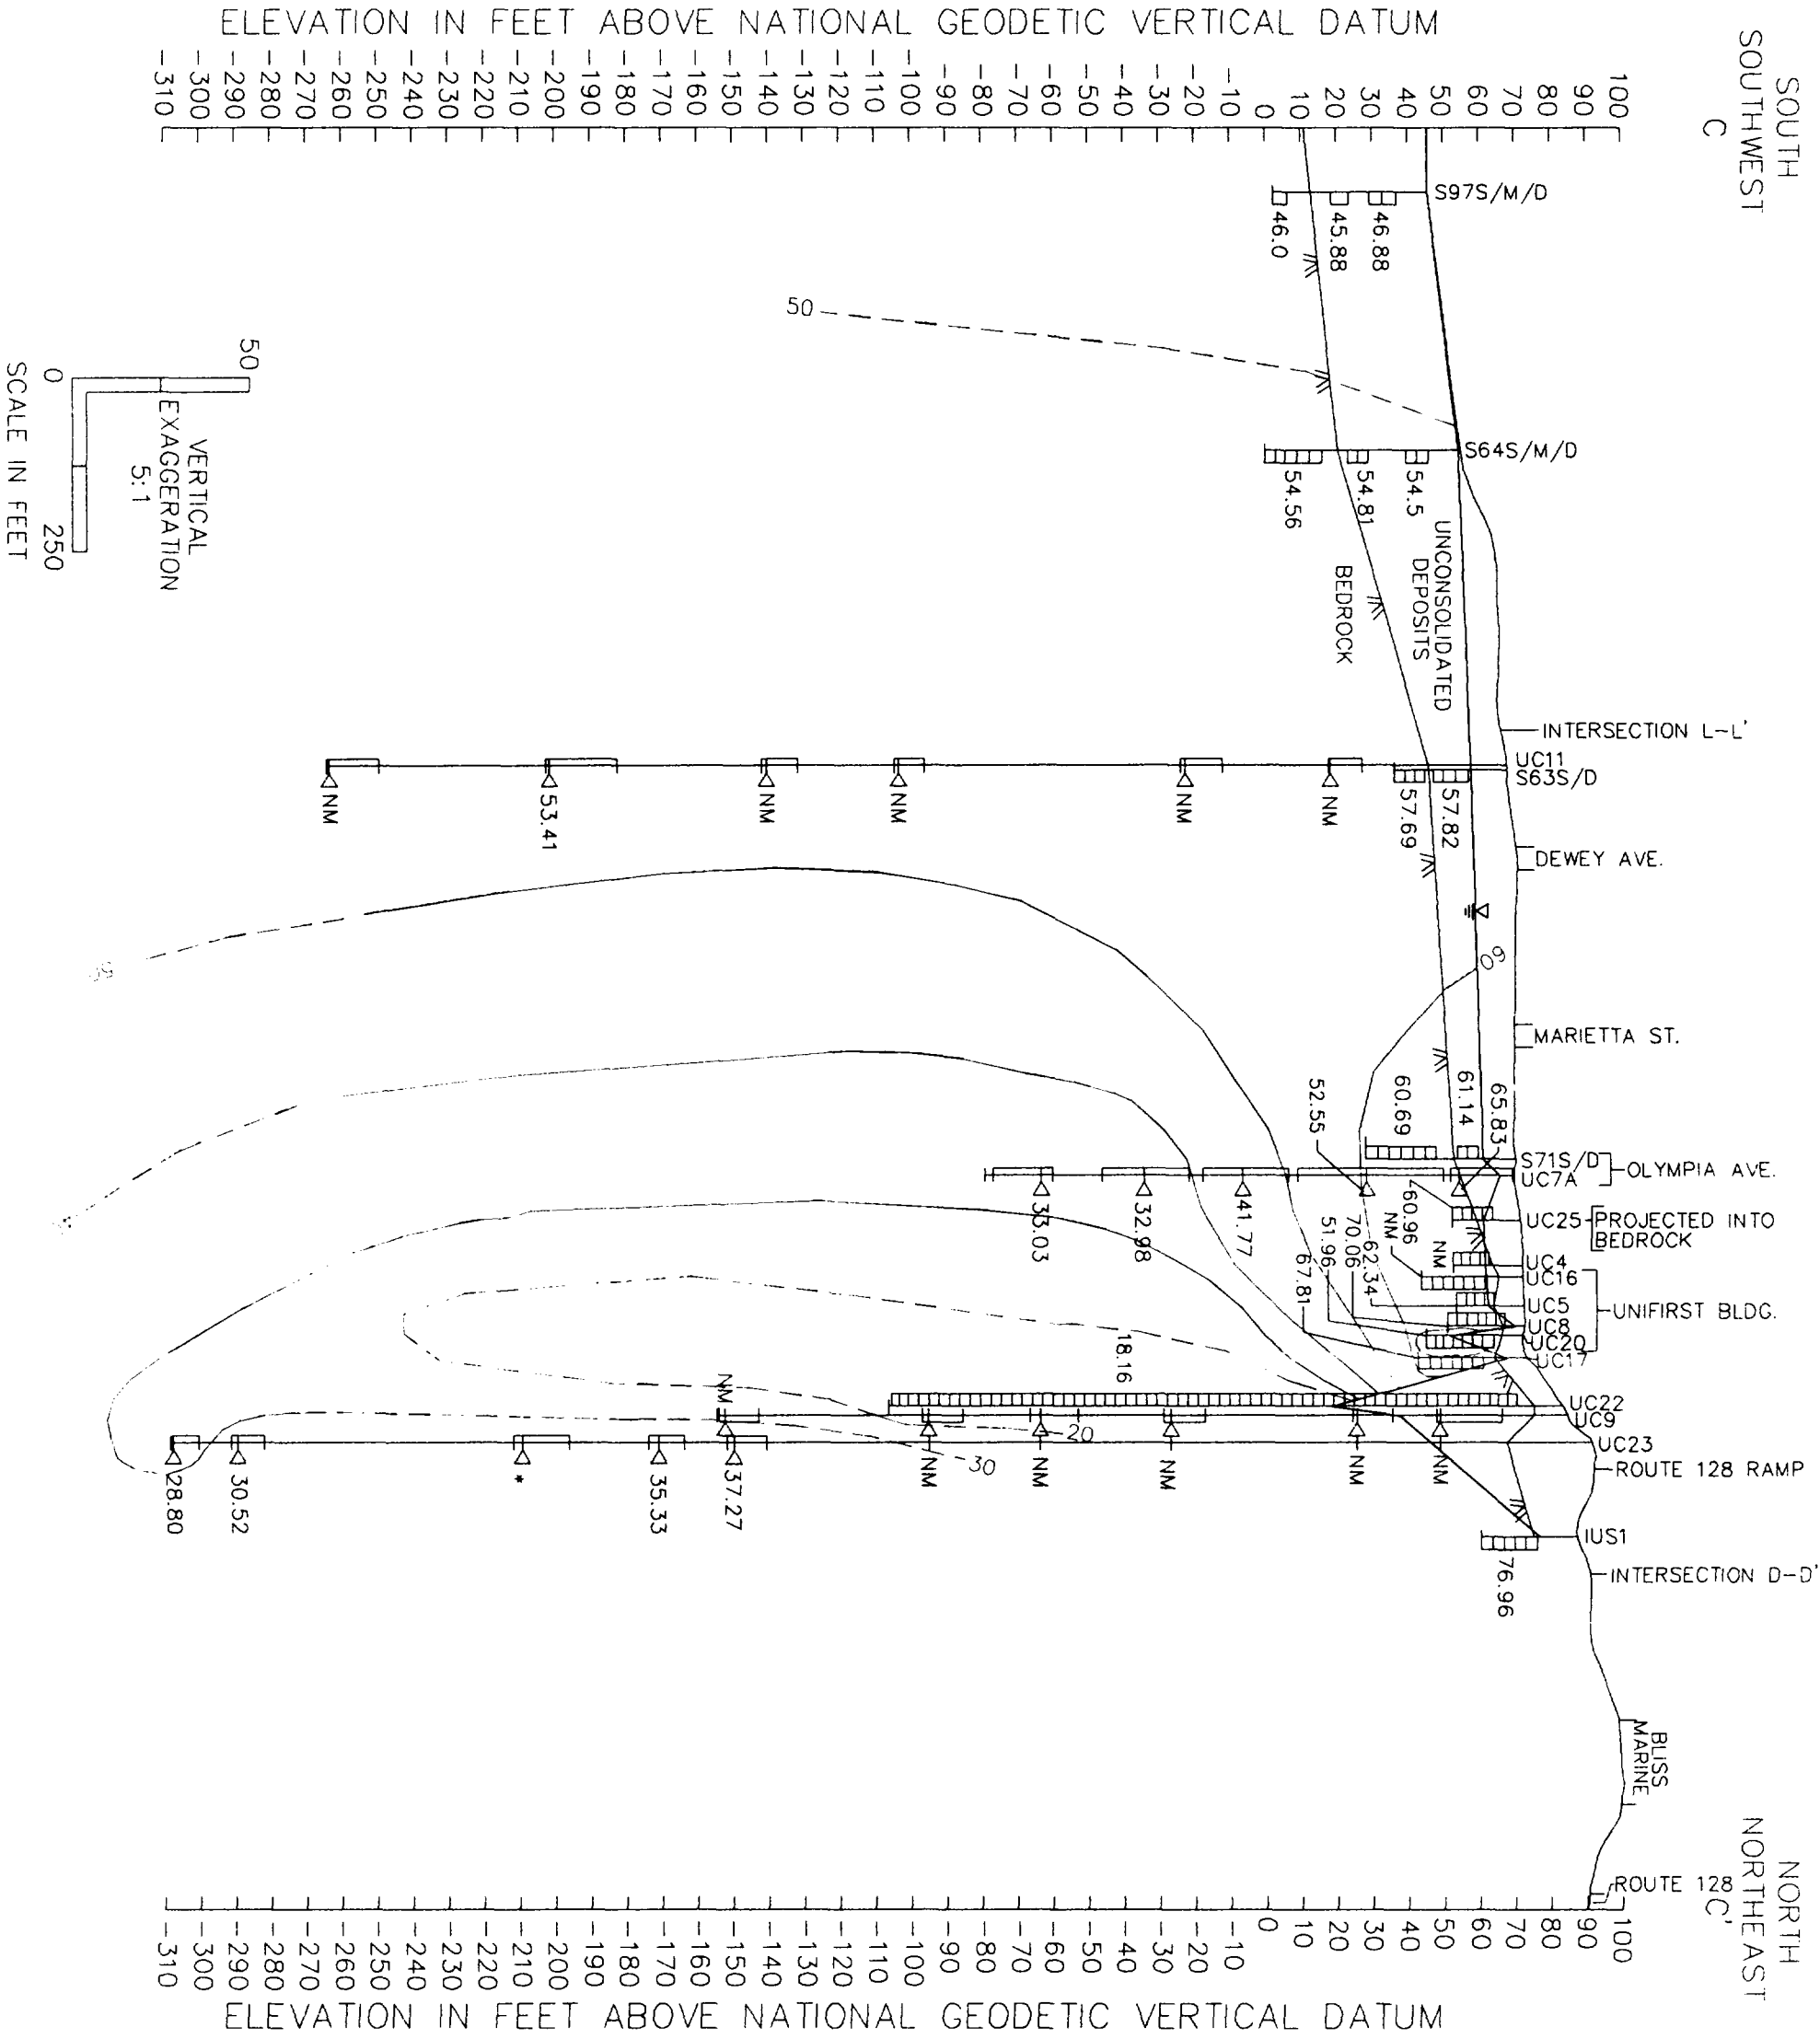 SOUTH
SOUTHWEST
C
NORTH
NORTHEAST
C'
ELEVATION IN FEET ABOVE NATIONAL GEODETIC VERTICAL DATUM
100
90
80
70
60
50
40
30
20
10
0
-10
-20
-30
-40
-50
-60
-70
-80
-90
-100
-110
-120
-130
-140
-150
-160
-170
-180
-190
-200
-210
-220
-230
-240
-250
-260
-270
-280
-290
-300
-310
S97S/M/D
46.88
45.88
46.0
S64S/M/D
54.5
54.81
54.56
50
UNCONSOLIDATED
DEPOSITS
BEDROCK
INTERSECTION L-L'
UC11
S63S/D
57.82
57.69
NM
NM
NM
NM
53.41
NM
DEWEY AVE.
60
MARIETTA ST.
65.83
61.14
60.69
52.55
S71S/D
UC7A
OLYMPIA AVE.
41.77
32.98
33.03
UC25
PROJECTED INTO
BEDROCK
60.96
UC4
NM
UC16
NM
UC5
62.34
UC8
70.06
UC20
51.96
UC17
67.81
UNIFIRST BLDG.
18.16
UC22
UC9
NM
UC23
NM
NM
NM
NM
NM
37.27
35.33
*
30.52
28.80
20
30
ROUTE 128 RAMP
IUS1
76.96
INTERSECTION D-D'
BLISS
MARINE
ROUTE 128
100
90
80
70
60
50
40
30
20
10
0
-10
-20
-30
-40
-50
-60
-70
-80
-90
-100
-110
-120
-130
-140
-150
-160
-170
-180
-190
-200
-210
-220
-230
-240
-250
-260
-270
-280
-290
-300
-310
ELEVATION IN FEET ABOVE NATIONAL GEODETIC VERTICAL DATUM
50
VERTICAL
EXAGGERATION
5:1
0
250
SCALE IN FEET